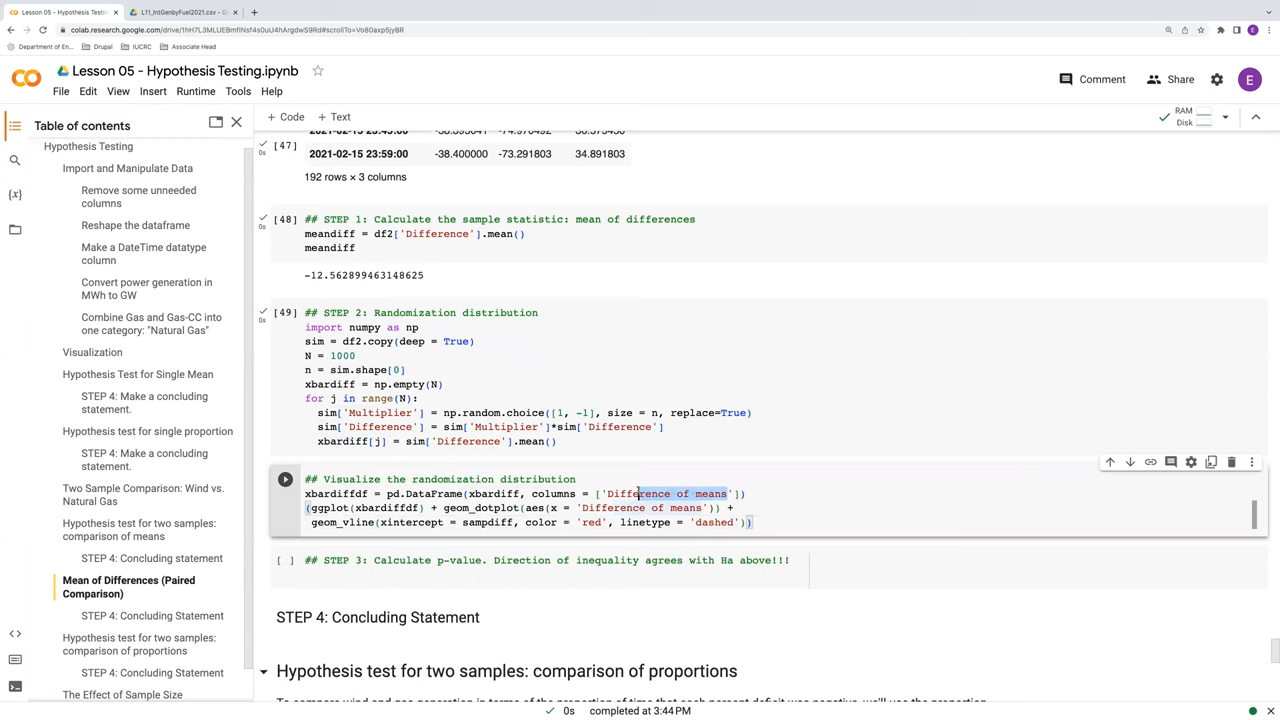 Lesson 05 - Hypothesis Testing.i
L11_IntGenbyFuel2021.csv - G
colab.research.google.com/drive/1hH7L3MLUEBmfINsf4s0uU4hArgdwS9Rd#scrollTo=Vo80axp5jyBR
Department of En...
Drupal
IUCRC
Associate Head
Lesson 05 - Hypothesis Testing.ipynb
File Edit View Insert Runtime Tools Help
Comment
Share
E
+ Code + Text
RAM
Disk
Table of contents
Hypothesis Testing
Import and Manipulate Data
Remove some unneeded
columns
Reshape the dataframe
Make a DateTime datatype
column
Convert power generation in
MWh to GW
Combine Gas and Gas-CC into
one category: "Natural Gas"
Visualization
Hypothesis Test for Single Mean
STEP 4: Make a concluding
statement.
Hypothesis test for single proportion
STEP 4: Make a concluding
statement.
Two Sample Comparison: Wind vs.
Natural Gas
Hypothesis test for two samples:
comparison of means
STEP 4: Concluding statement
Mean of Differences (Paired
Comparison)
STEP 4: Concluding Statement
Hypothesis test for two samples:
comparison of proportions
STEP 4: Concluding Statement
The Effect of Sample Size
[47]
0s
2021-02-15 23:59:00 -38.400000 -73.291803 34.891803
192 rows × 3 columns
[48] ## STEP 1: Calculate the sample statistic: mean of differences
0s
meandiff = df2['Difference'].mean()
meandiff
-12.562899463148625
[49] ## STEP 2: Randomization distribution
0s
import numpy as np
sim = df2.copy(deep = True)
N = 1000
n = sim.shape[0]
xbardiff = np.empty(N)
for j in range(N):
sim['Multiplier'] = np.random.choice([1, -1], size = n, replace=True)
sim['Difference'] = sim['Multiplier']*sim['Difference']
xbardiff[j] = sim['Difference'].mean()
## Visualize the randomization distribution
xbardiffdf = pd.DataFrame(xbardiff, columns = ['Difference of means'])
(ggplot(xbardiffdf) + geom_dotplot(aes(x = 'Difference of means')) +
geom_vline(xintercept = sampdiff, color = 'red', linetype = 'dashed'))
[ ] ## STEP 3: Calculate p-value. Direction of inequality agrees with Ha above!!!
STEP 4: Concluding Statement
Hypothesis test for two samples: comparison of proportions
0s completed at 3:44 PM